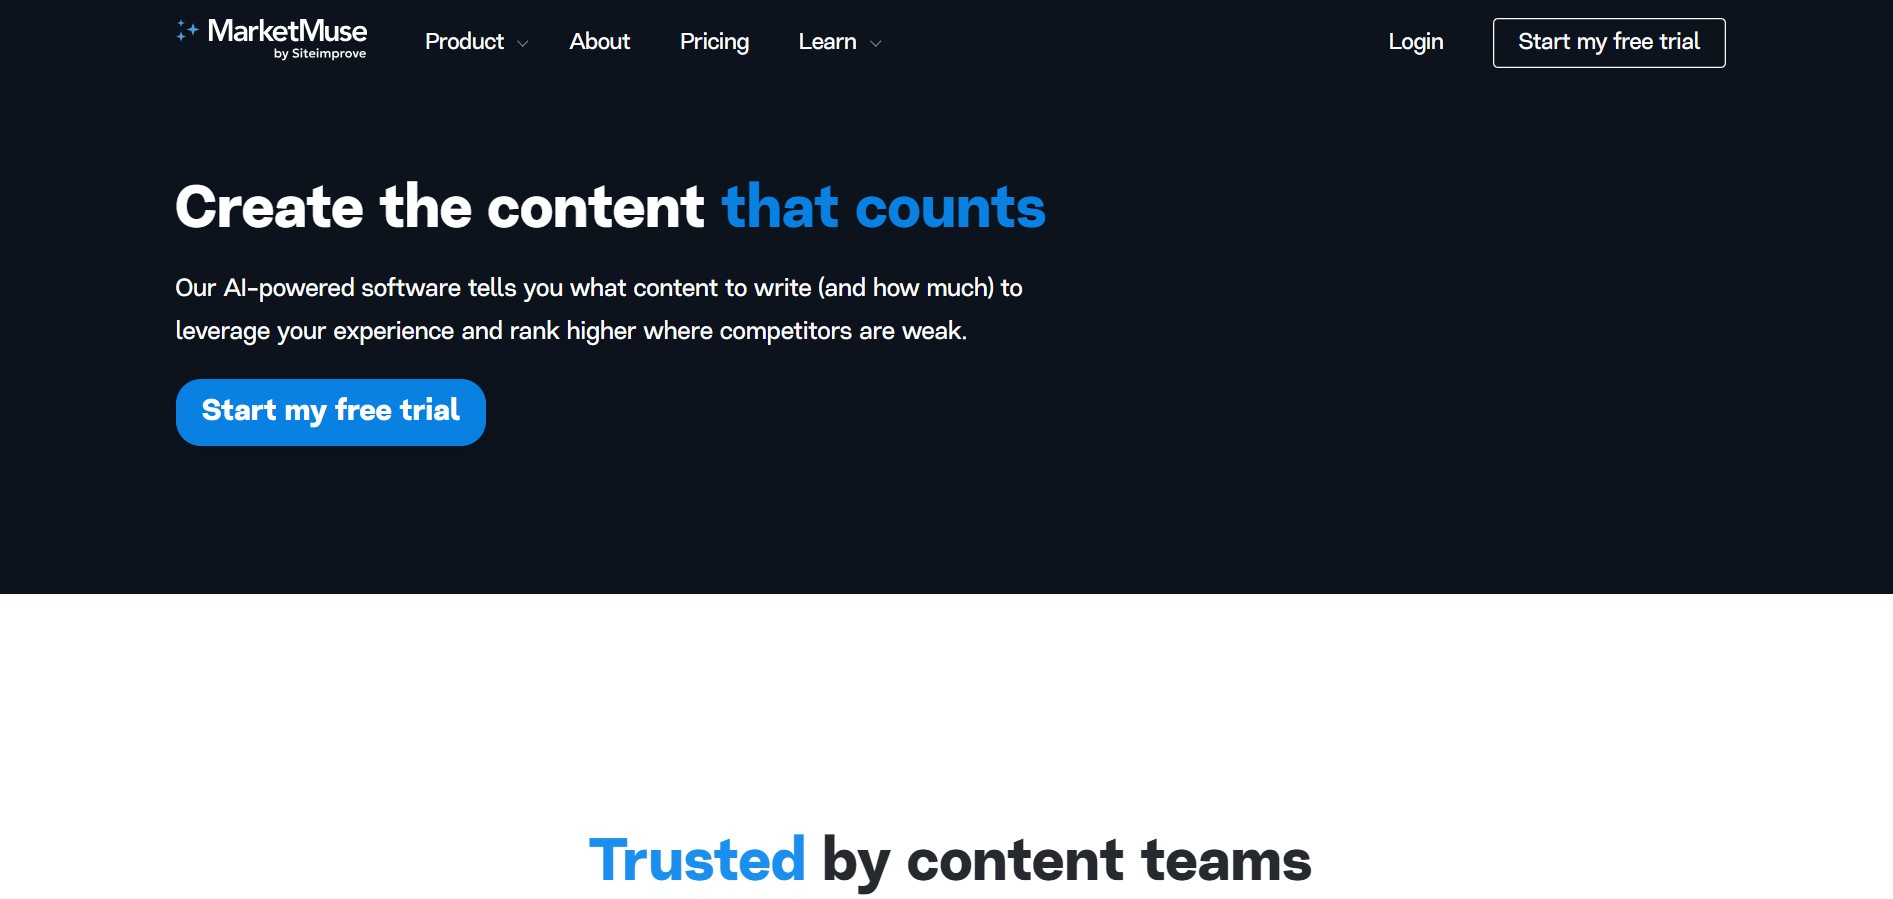 MarketMuse
by Siteimprove
Product
About
Pricing
Learn
Login
Start my free trial
Create the content that counts
Our AI-powered software tells you what content to write (and how much) to
leverage your experience and rank higher where competitors are weak.
Start my free trial
Trusted by content teams